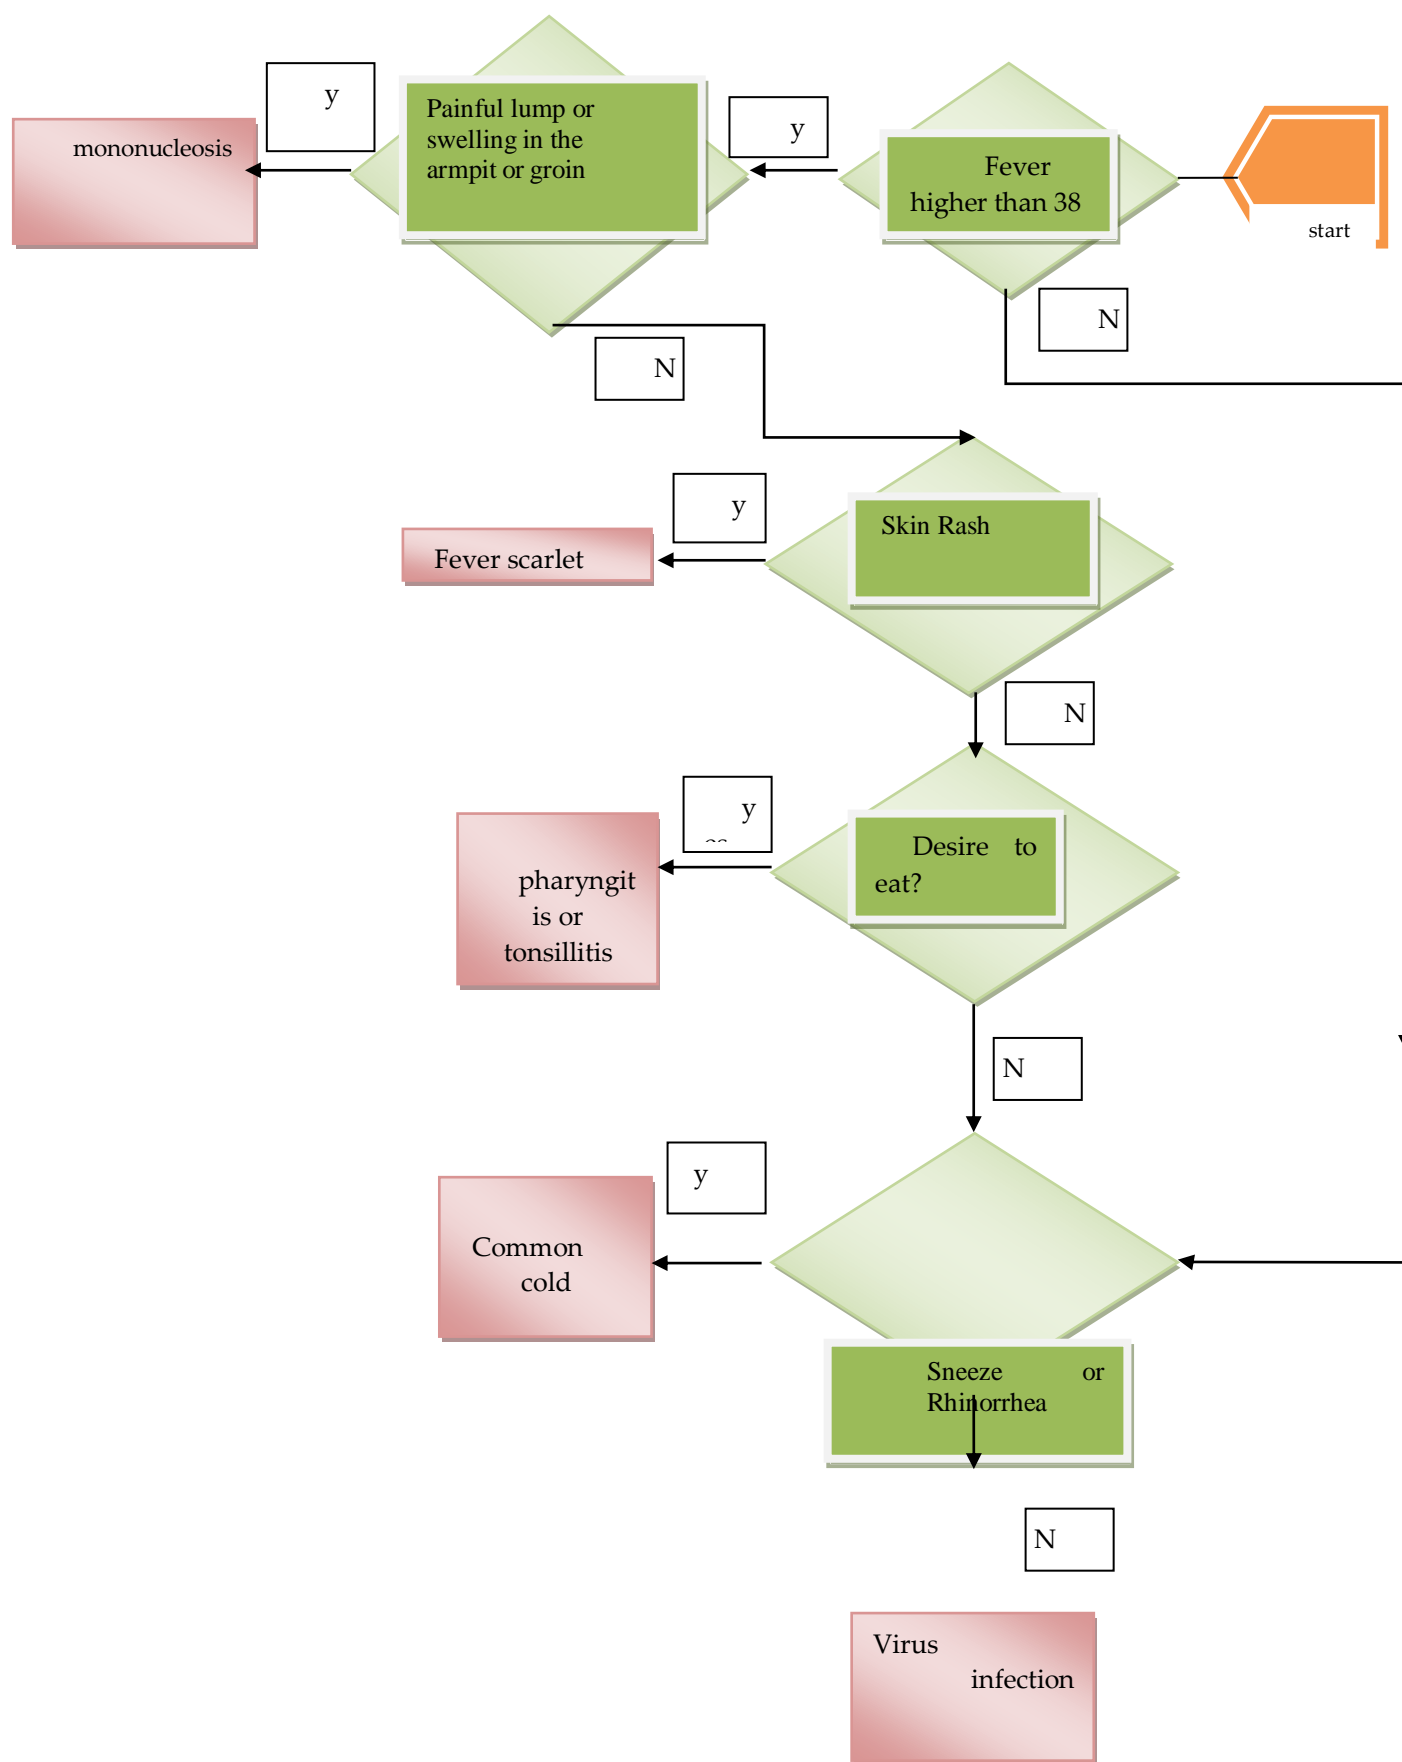 y
Painful lump or
swelling in the
armpit or groin
y
mononucleosis
Fever
higher than 38
start
N
N
y
Skin Rash
Fever scarlet
N
y
Desire to
eat?
pharyngit
is or
tonsillitis
N
y
Common
cold
Sneeze or
Rhinorrhea
N
Virus
infection